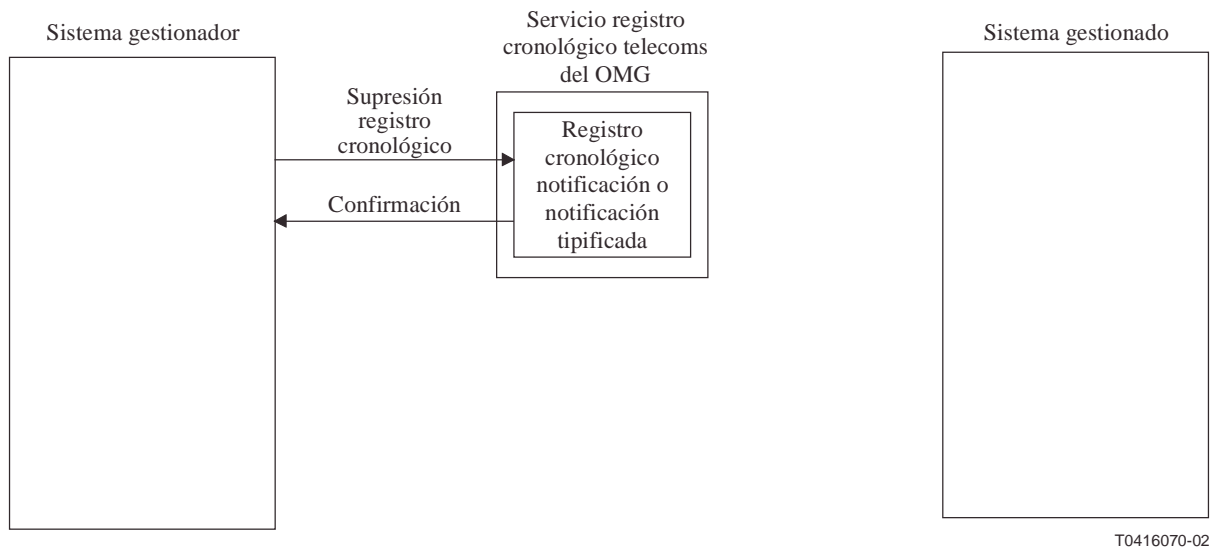 Sistema gestionador
Servicio registro
cronológico telecoms
del OMG
Sistema gestionado
Supresión
registro
cronológico
Confirmación
Registro
cronológico
notificación o
notificación
tipificada
T0416070-02